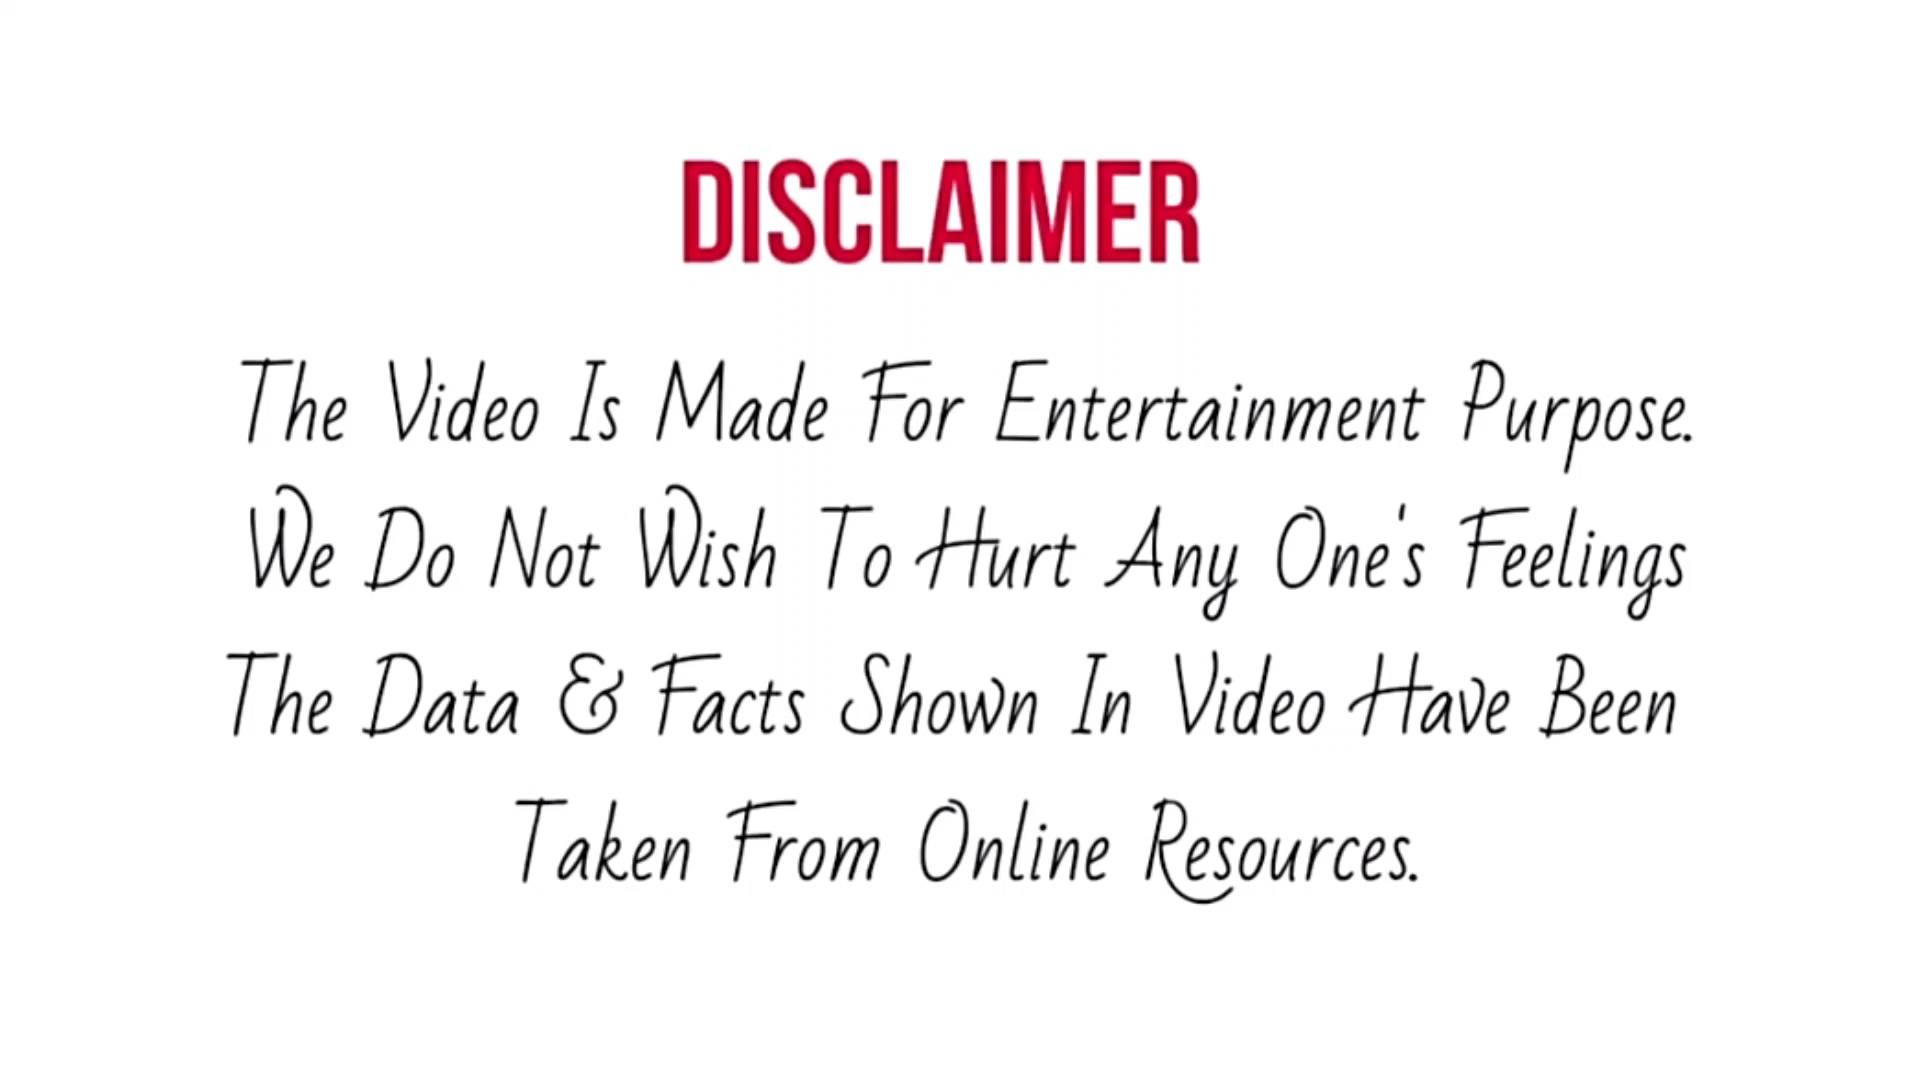 DISCLAIMER
The Video Is Made For Entertainment Purpose.
We Do Not Wish To Hurt Any One's Feelings
The Data & Facts Shown In Video Have Been
Taken From Online Resources.